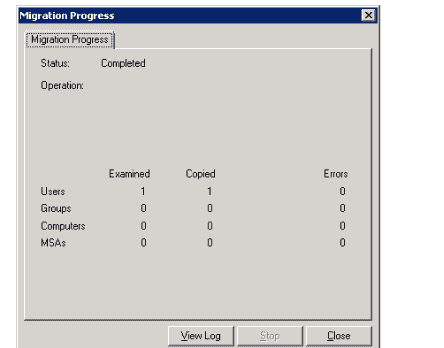 Migration Progress
Migration Progress
Status: Completed
Operation:
Examined Copied Errors
Users 1 1 0
Groups 0 0 0
Computers 0 0 0
MSAs 0 0 0
View Log Stop Close